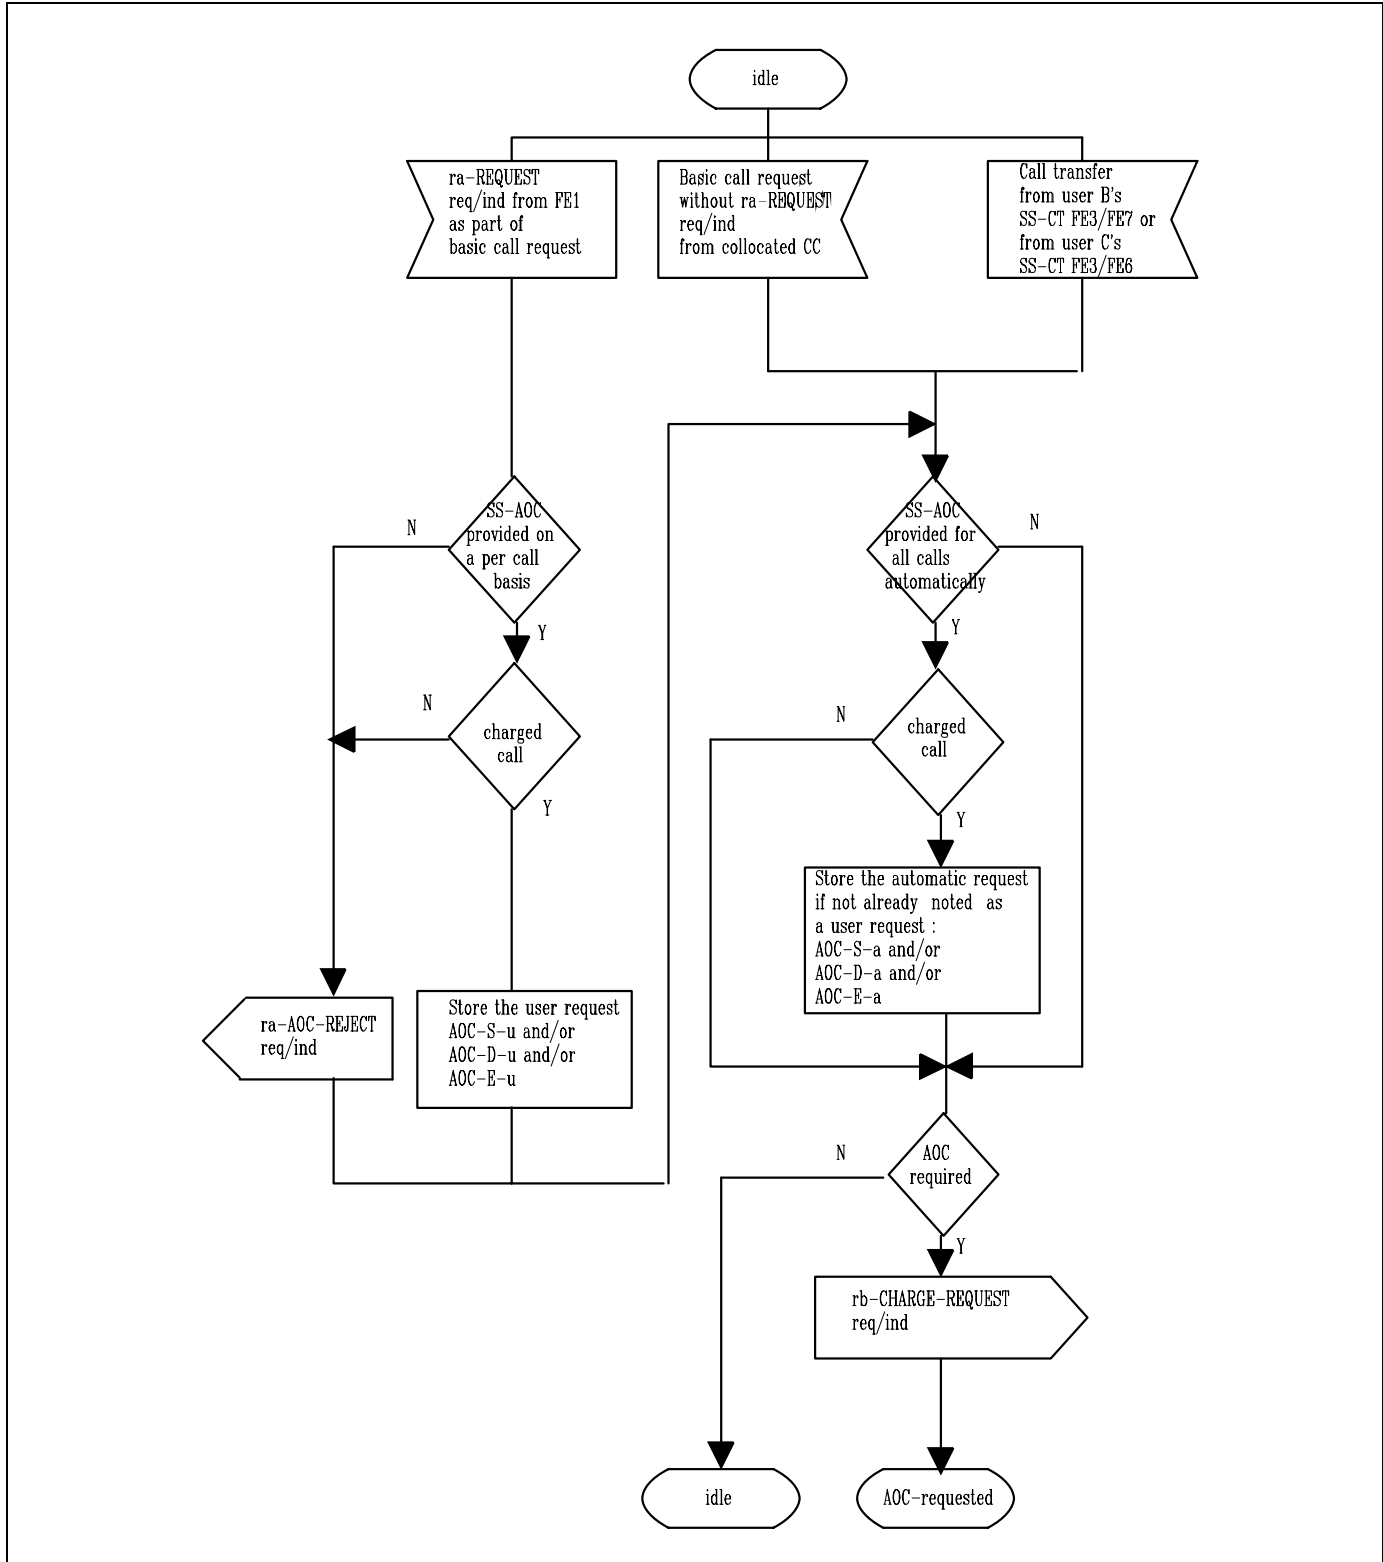 idle
ra-REQUEST
req/ind from FE1
as part of
basic call request
Basic call request
without ra-REQUEST
req/ind
from collocated CC
Call transfer
from user B's
SS-CT FE3/FE7 or
from user C's
SS-CT FE3/FE6
SS-AOC
provided on
a per call
basis
N
Y
charged
call
N
Y
ra-AOC-REJECT
req/ind
Store the user request
AOC-S-u and/or
AOC-D-u and/or
AOC-E-u
SS-AOC
provided for
all calls
automatically
N
Y
charged
call
N
Y
Store the automatic request
if not already noted as
a user request :
AOC-S-a and/or
AOC-D-a and/or
AOC-E-a
AOC
required
N
Y
rb-CHARGE-REQUEST
req/ind
idle
AOC-requested